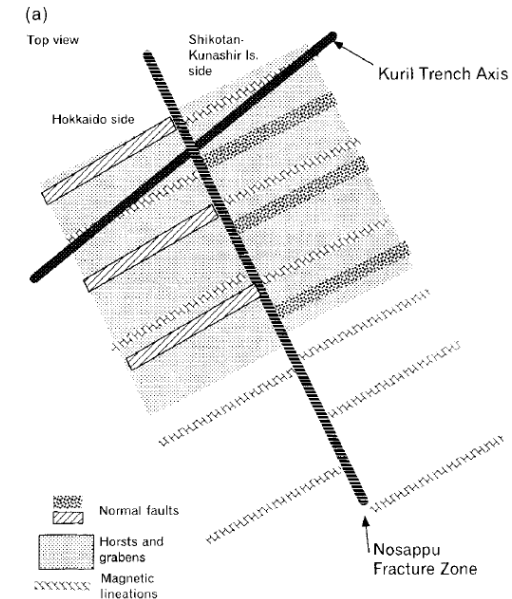 (a)
Top view
Shikotan-
Kunashir Is.
side
Kuril Trench Axis
Hokkaido side
Normal faults
Horsts and
grabens
Magnetic
lineations
Nosappu
Fracture Zone